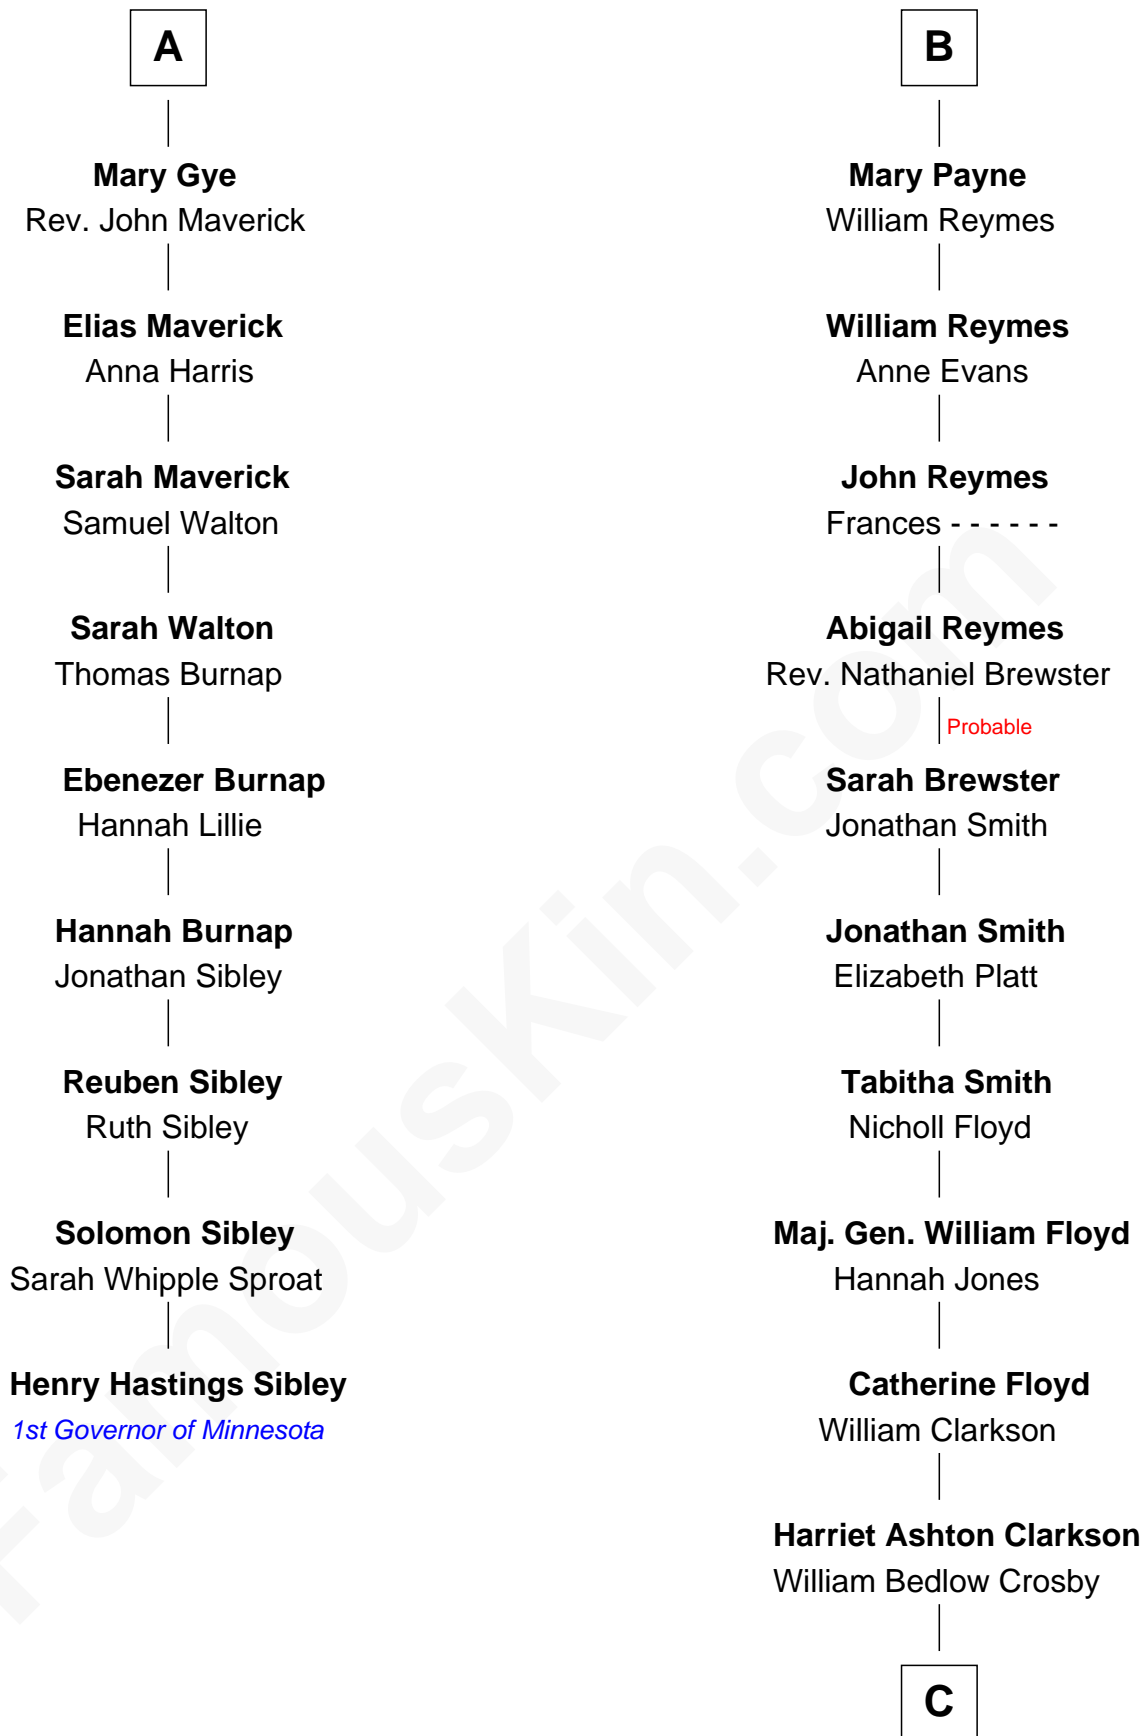 A
Mary Gye
Rev. John Maverick
Elias Maverick
Anna Harris
Sarah Maverick
Samuel Walton
Sarah Walton
Thomas Burnap
Ebenezer Burnap
Hannah Lillie
Hannah Burnap
Jonathan Sibley
Reuben Sibley
Ruth Sibley
Solomon Sibley
Sarah Whipple Sproat
Henry Hastings Sibley
1st Governor of Minnesota
B
Mary Payne
William Reymes
William Reymes
Anne Evans
John Reymes
Frances - - - - - -
Abigail Reymes
Rev. Nathaniel Brewster
Probable
Sarah Brewster
Jonathan Smith
Jonathan Smith
Elizabeth Platt
Tabitha Smith
Nicholl Floyd
Maj. Gen. William Floyd
Hannah Jones
Catherine Floyd
William Clarkson
Harriet Ashton Clarkson
William Bedlow Crosby
C
FamousKin.com